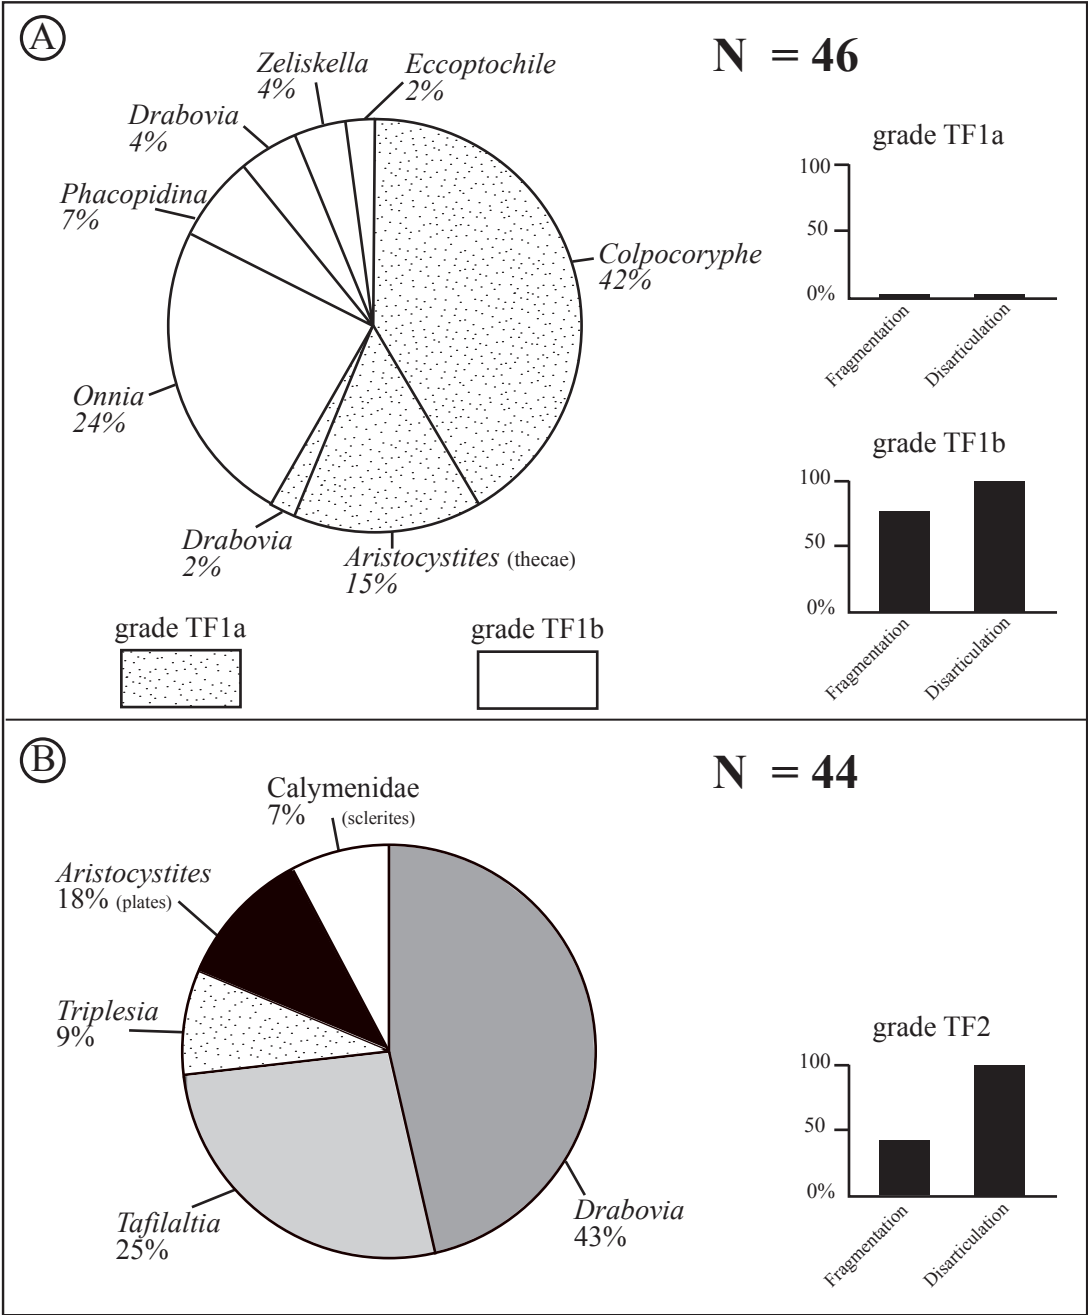 A
N = 46
Zeliskella
4%
Eccoptochile
2%
Drabovia
4%
Phacopidina
7%
Colpocoryphe
42%
Onnia
24%
Drabovia
2%
Aristocystites (thecae)
15%
grade TF1a
grade TF1b
grade TF1a
100
50
0%
Fragmentation
Disarticulation
grade TF1b
100
50
0%
Fragmentation
Disarticulation
B
N = 44
Calymenidae
7% (sclerites)
Aristocystites
18% (plates)
Triplesia
9%
Tafilaltia
25%
Drabovia
43%
grade TF2
100
50
0%
Fragmentation
Disarticulation